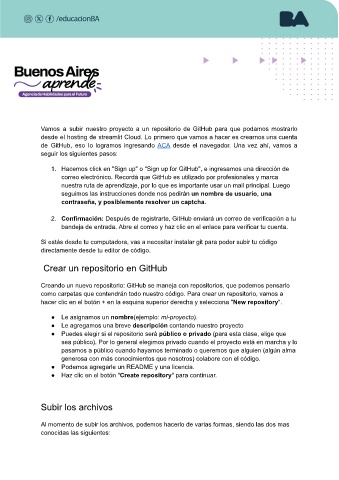 /educacionBA
BA
Buenos Aires
aprende
Agencia de Habilidades para el Futuro
Vamos a subir nuestro proyecto a un repositorio de GitHub para que podamos mostrarlo
desde el hosting de streamlit Cloud. Lo primero que vamos a hacer es crearnos una cuenta
de GitHub, eso lo logramos ingresando ACA desde el navegador. Una vez ahí, vamos a
seguir los siguientes pasos:
1. Hacemos click en "Sign up" o "Sign up for GitHub", e ingresamos una dirección de
correo electrónico. Recordá que GitHub es utilizado por profesionales y marca
nuestra ruta de aprendizaje, por lo que es importante usar un mail principal. Luego
seguimos las instrucciones donde nos pedirán un nombre de usuario, una
contraseña, y posiblemente resolver un captcha.
2. Confirmación: Después de registrarte, GitHub enviará un correo de verificación a tu
bandeja de entrada. Abre el correo y haz clic en el enlace para verificar tu cuenta.
Si estás desde tu computadora, vas a necesitar instalar git para poder subir tu código
directamente desde tu editor de código.
Crear un repositorio en GitHub
Creando un nuevo repositorio: GitHub se maneja con repositorios, que podemos pensarlo
como carpetas que contendrán todo nuestro código. Para crear un repositorio, vamos a
hacer clic en el botón + en la esquina superior derecha y selecciona "New repository".
● Le asignamos un nombre(ejemplo: mi-proyecto).
● Le agregamos una breve descripción contando nuestro proyecto
● Puedes elegir si el repositorio será público o privado (para esta clase, elige que
sea público). Por lo general elegimos privado cuando el proyecto está en marcha y lo
pasamos a público cuando hayamos terminado o queremos que alguien (algún alma
generosa con más conocimientos que nosotros) colabore con el código.
● Podemos agregarle un README y una licencia.
● Haz clic en el botón "Create repository" para continuar.
Subir los archivos
Al momento de subir los archivos, podemos hacerlo de varias formas, siendo las dos mas
conocidas las siguientes: